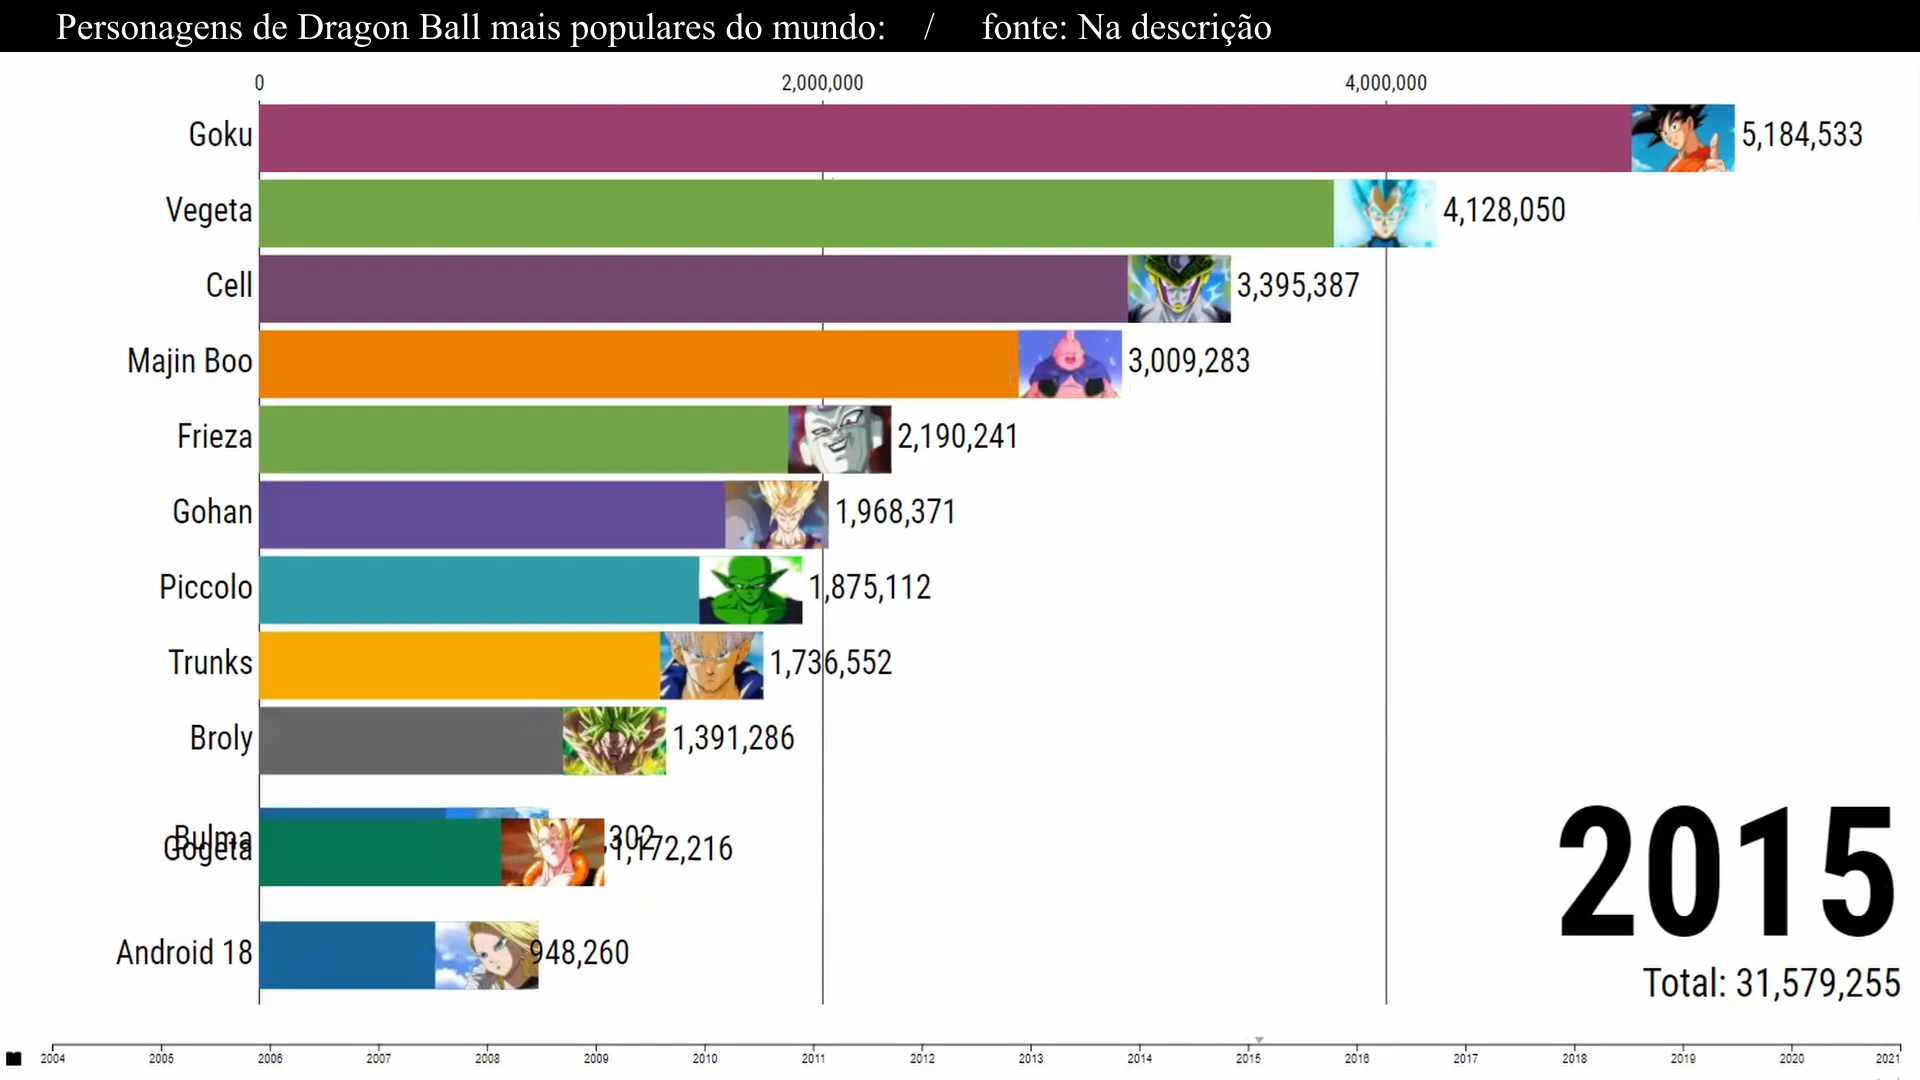 Personagens de Dragon Ball mais populares do mundo: / fonte: Na descrição
0 2,000,000 4,000,000
Goku 5,184,533
Vegeta 4,128,050
Cell 3,395,387
Majin Boo 3,009,283
Frieza 2,190,241
Gohan 1,968,371
Piccolo 1,875,112
Trunks 1,736,552
Broly 1,391,286
Bulma 302
Gogeta 1,172,216
Android 18 948,260
2015
Total: 31,579,255
2004 2005 2006 2007 2008 2009 2010 2011 2012 2013 2014 2015 2016 2017 2018 2019 2020 2021